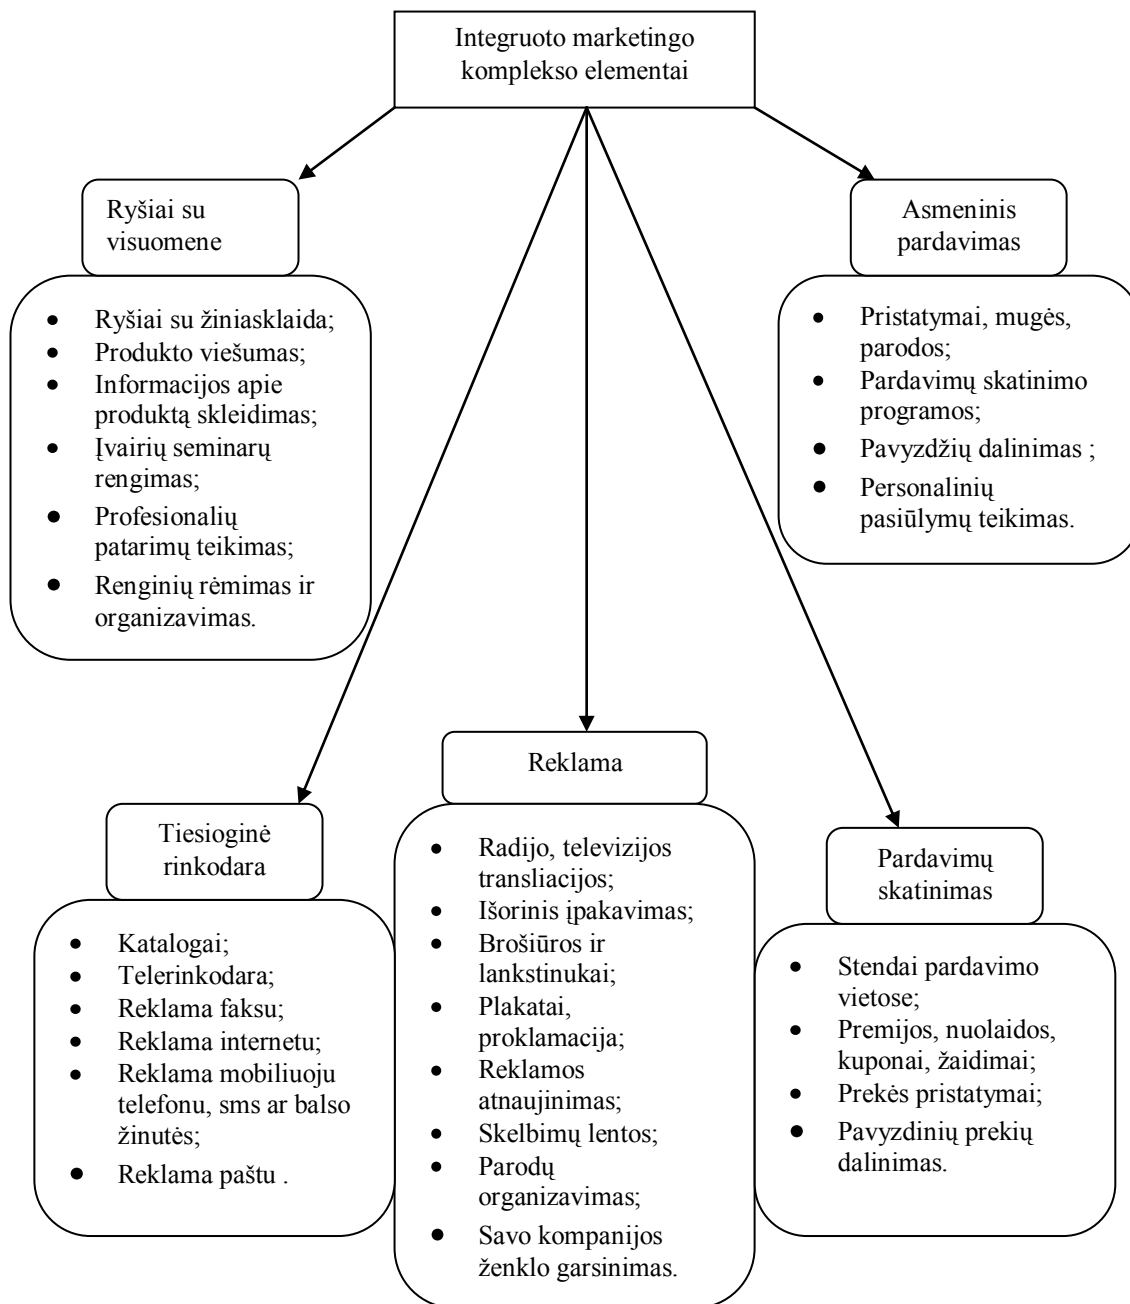 Integruoto marketingo
komplekso elementai
Ryšiai su
visuomene
• Ryšiai su žiniasklaida;
• Produkto viešumas;
• Informacijos apie
produktą skleidimas;
• Įvairių seminarų
rengimas;
• Profesionalių
patarimų teikimas;
• Renginių rėmimas ir
organizavimas.
Asmeninis
pardavimas
• Pristatymai, mugės,
parodos;
• Pardavimų skatinimo
programos;
• Pavyzdžių dalinimas ;
• Personalinių
pasiūlymų teikimas.
Tiesioginė
rinkodara
• Katalogai;
• Telerinkodara;
• Reklama faksu;
• Reklama internetu;
• Reklama mobiliuoju
telefonu, sms ar balso
žinutės;
• Reklama paštu .
Reklama
• Radijo, televizijos
transliacijos;
• Išorinis įpakavimas;
• Brošiūros ir
lankstinukai;
• Plakatai,
proklamacija;
• Reklamos
atnaujinimas;
• Skelbimų lentos;
• Parodų
organizavimas;
• Savo kompanijos
ženklo garsinimas.
Pardavimų
skatinimas
• Stendai pardavimo
vietose;
• Premijos, nuolaidos,
kuponai, žaidimai;
• Prekės pristatymai;
• Pavyzdinių prekių
dalinimas.